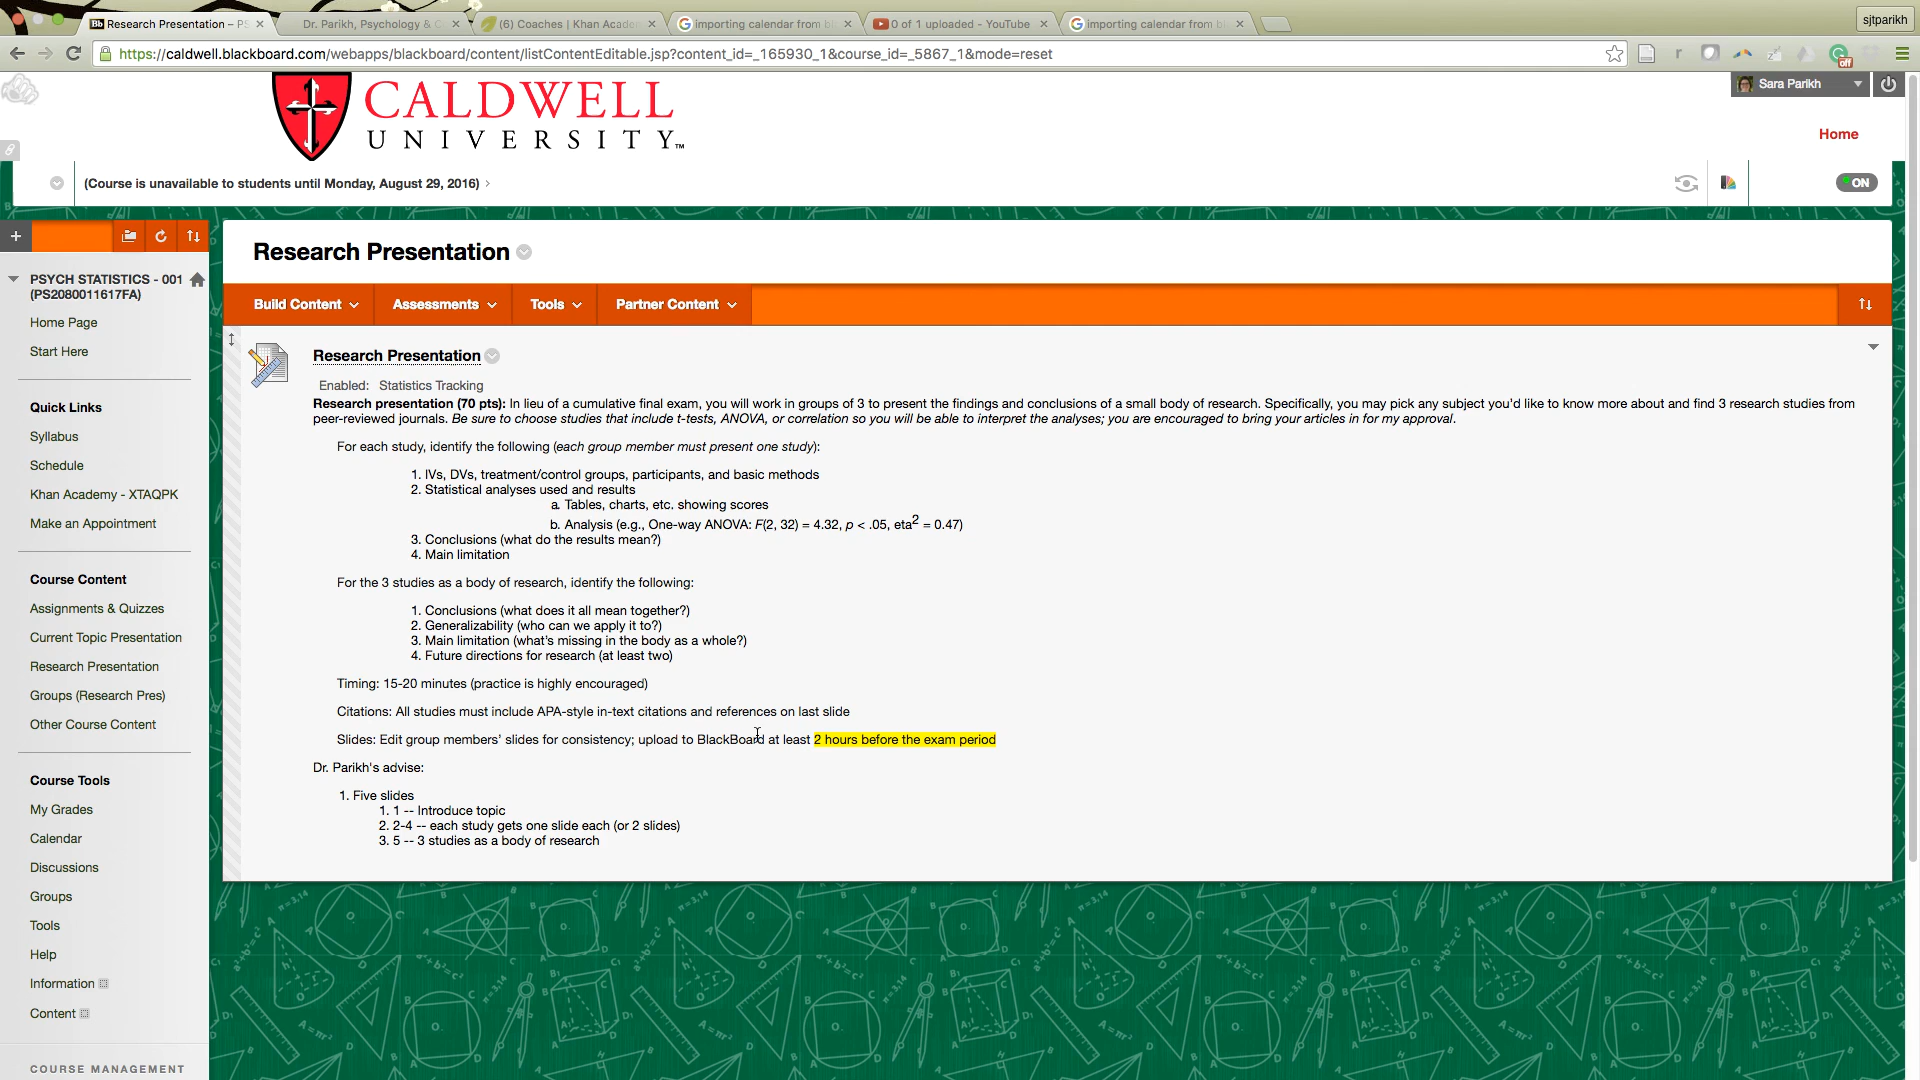 Research Presentation – PS
Dr. Parikh, Psychology & C
(6) Coaches | Khan Academ
importing calendar from bl
0 of 1 uploaded - YouTube
importing calendar from bl
sjtparikh
https://caldwell.blackboard.com/webapps/blackboard/content/listContentEditable.jsp?content_id=_165930_1&course_id=_5867_1&mode=reset
off
CALDWELL
UNIVERSITY™
Sara Parikh
Home
(Course is unavailable to students until Monday, August 29, 2016)
ON
Research Presentation
Build Content
Assessments
Tools
Partner Content
PSYCH STATISTICS - 001
(PS2080011617FA)
Home Page
Start Here
Quick Links
Syllabus
Schedule
Khan Academy - XTAQPK
Make an Appointment
Course Content
Assignments & Quizzes
Current Topic Presentation
Research Presentation
Groups (Research Pres)
Other Course Content
Course Tools
My Grades
Calendar
Discussions
Groups
Tools
Help
Information
Content
COURSE MANAGEMENT
Research Presentation
Enabled: Statistics Tracking
Research presentation (70 pts): In lieu of a cumulative final exam, you will work in groups of 3 to present the findings and conclusions of a small body of research. Specifically, you may pick any subject you'd like to know more about and find 3 research studies from
peer-reviewed journals. Be sure to choose studies that include t-tests, ANOVA, or correlation so you will be able to interpret the analyses; you are encouraged to bring your articles in for my approval.
For each study, identify the following (each group member must present one study):
1. IVs, DVs, treatment/control groups, participants, and basic methods
2. Statistical analyses used and results
a. Tables, charts, etc. showing scores
b. Analysis (e.g., One-way ANOVA: F(2, 32) = 4.32, p < .05, eta2 = 0.47)
3. Conclusions (what do the results mean?)
4. Main limitation
For the 3 studies as a body of research, identify the following:
1. Conclusions (what does it all mean together?)
2. Generalizability (who can we apply it to?)
3. Main limitation (what's missing in the body as a whole?)
4. Future directions for research (at least two)
Timing: 15-20 minutes (practice is highly encouraged)
Citations: All studies must include APA-style in-text citations and references on last slide
Slides: Edit group members' slides for consistency; upload to BlackBoard at least 2 hours before the exam period
Dr. Parikh's advise:
1. Five slides
1. 1 -- Introduce topic
2. 2-4 -- each study gets one slide each (or 2 slides)
3. 5 -- 3 studies as a body of research